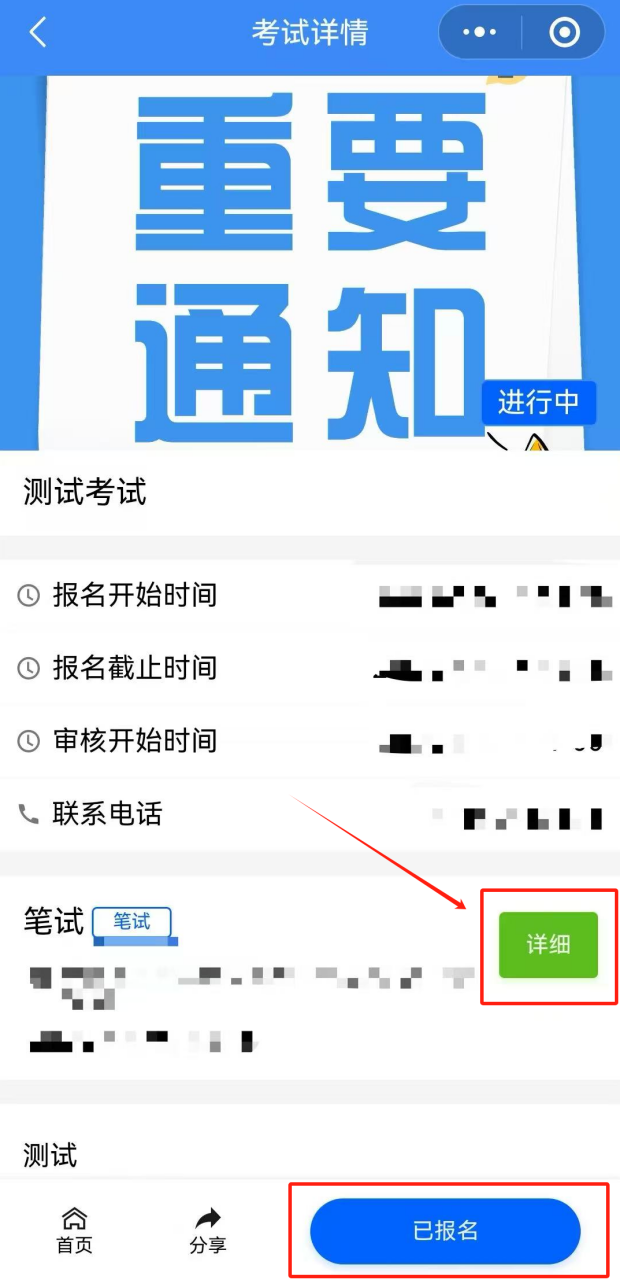 考试详情
重要
通知
进行中
测试考试
报名开始时间
报名截止时间
审核开始时间
联系电话
笔试 笔试
详细
测试
首页 分享 已报名